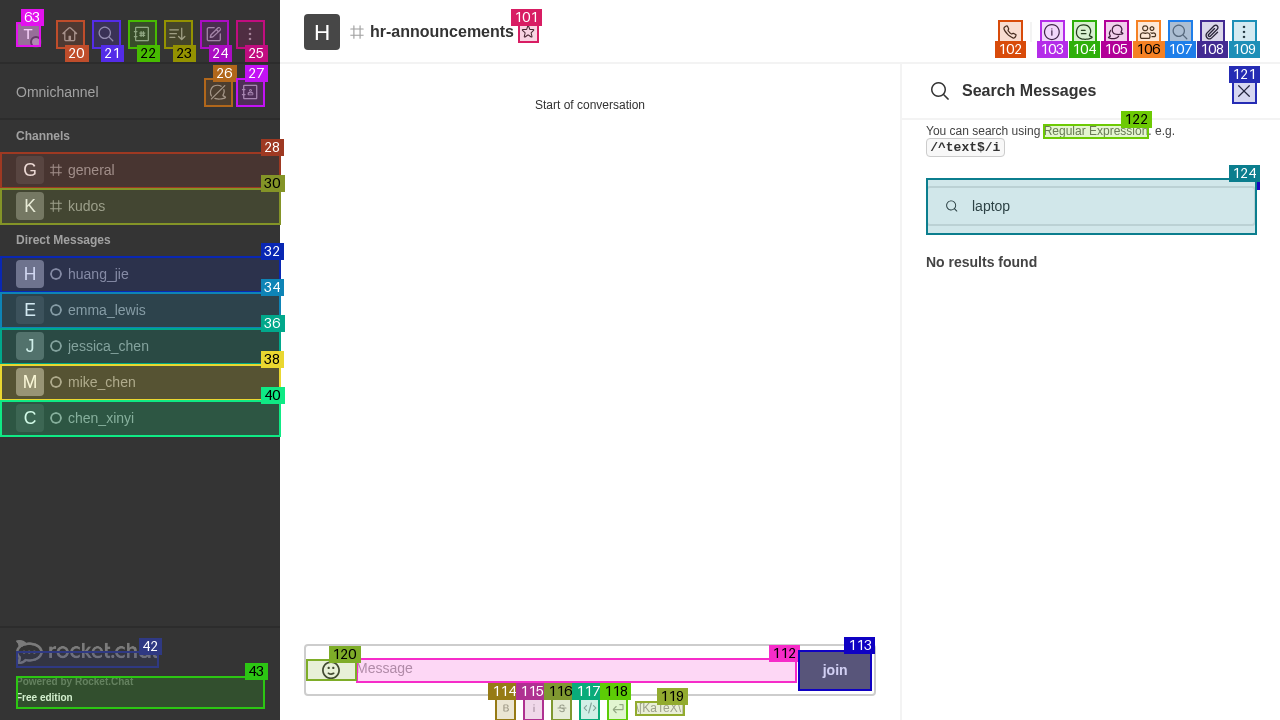 63
T
20
21
22
23
24
25
H
hr-announcements
101
102
103
104
105
106
107
108
109
Omnichannel
26
27
Start of conversation
Search Messages
121
You can search using Regular Expression. e.g.
122
/^text$/i
124
laptop
No results found
Channels
28
G general
30
K kudos
Direct Messages
32
H huang_jie
34
E emma_lewis
36
J jessica_chen
38
M mike_chen
40
C chen_xinyi
42
rocket.chat
43
Powered by Rocket.Chat
Free edition
120
Message
112
113
join
114
115
116
117
118
119
B
i
S
</>
\[KaTeX\]